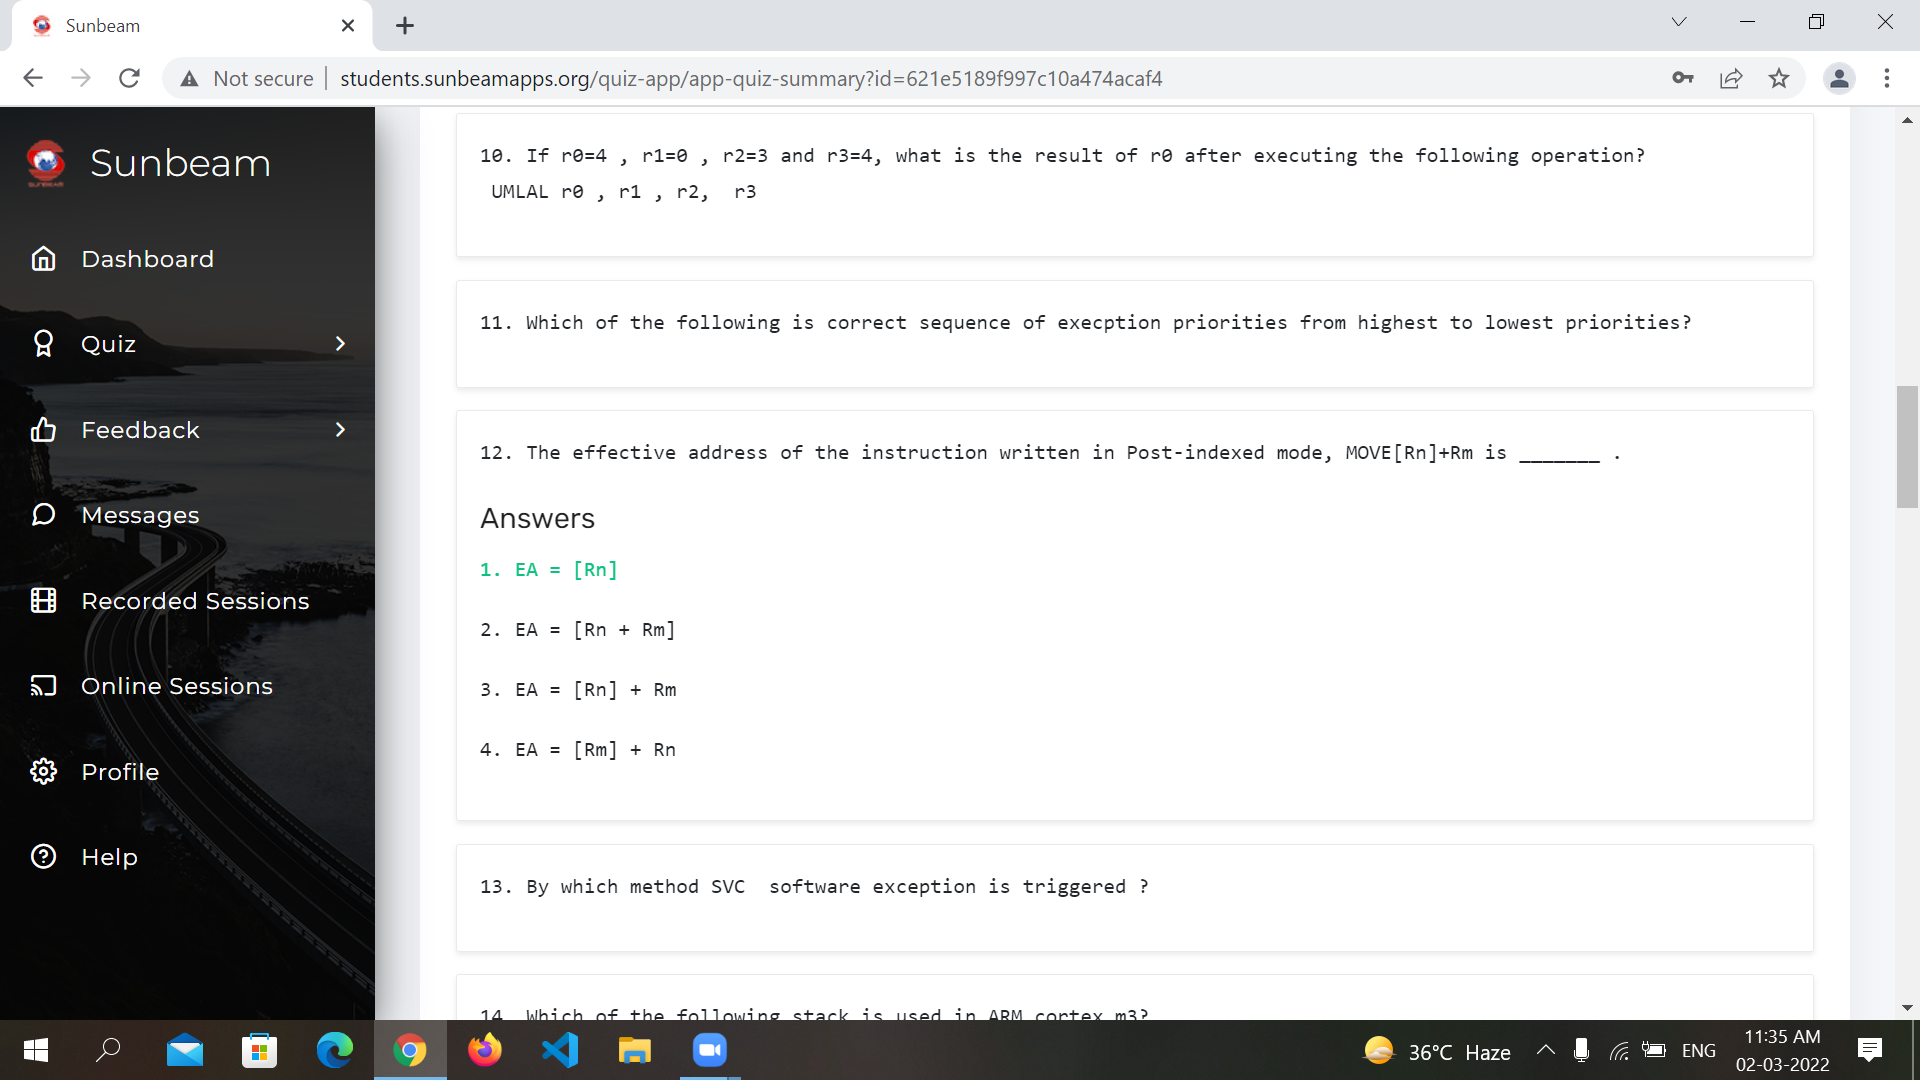 Sunbeam
Not secure
students.sunbeamapps.org/quiz-app/app-quiz-summary?id=621e5189f997c10a474acaf4
SUNBEAM
Sunbeam
Dashboard
Quiz
Feedback
Messages
Recorded Sessions
Online Sessions
Profile
Help
10. If r0=4 , r1=0 , r2=3 and r3=4, what is the result of r0 after executing the following operation?
UMLAL r0 , r1 , r2,  r3
11. Which of the following is correct sequence of execption priorities from highest to lowest priorities?
12. The effective address of the instruction written in Post-indexed mode, MOVE[Rn]+Rm is _______ .
Answers
1. EA = [Rn]
2. EA = [Rn + Rm]
3. EA = [Rn] + Rm
4. EA = [Rm] + Rn
13. By which method SVC  software exception is triggered ?
14. Which of the following stack is used in ARM cortex m3?
36°C Haze
ENG
11:35 AM
02-03-2022